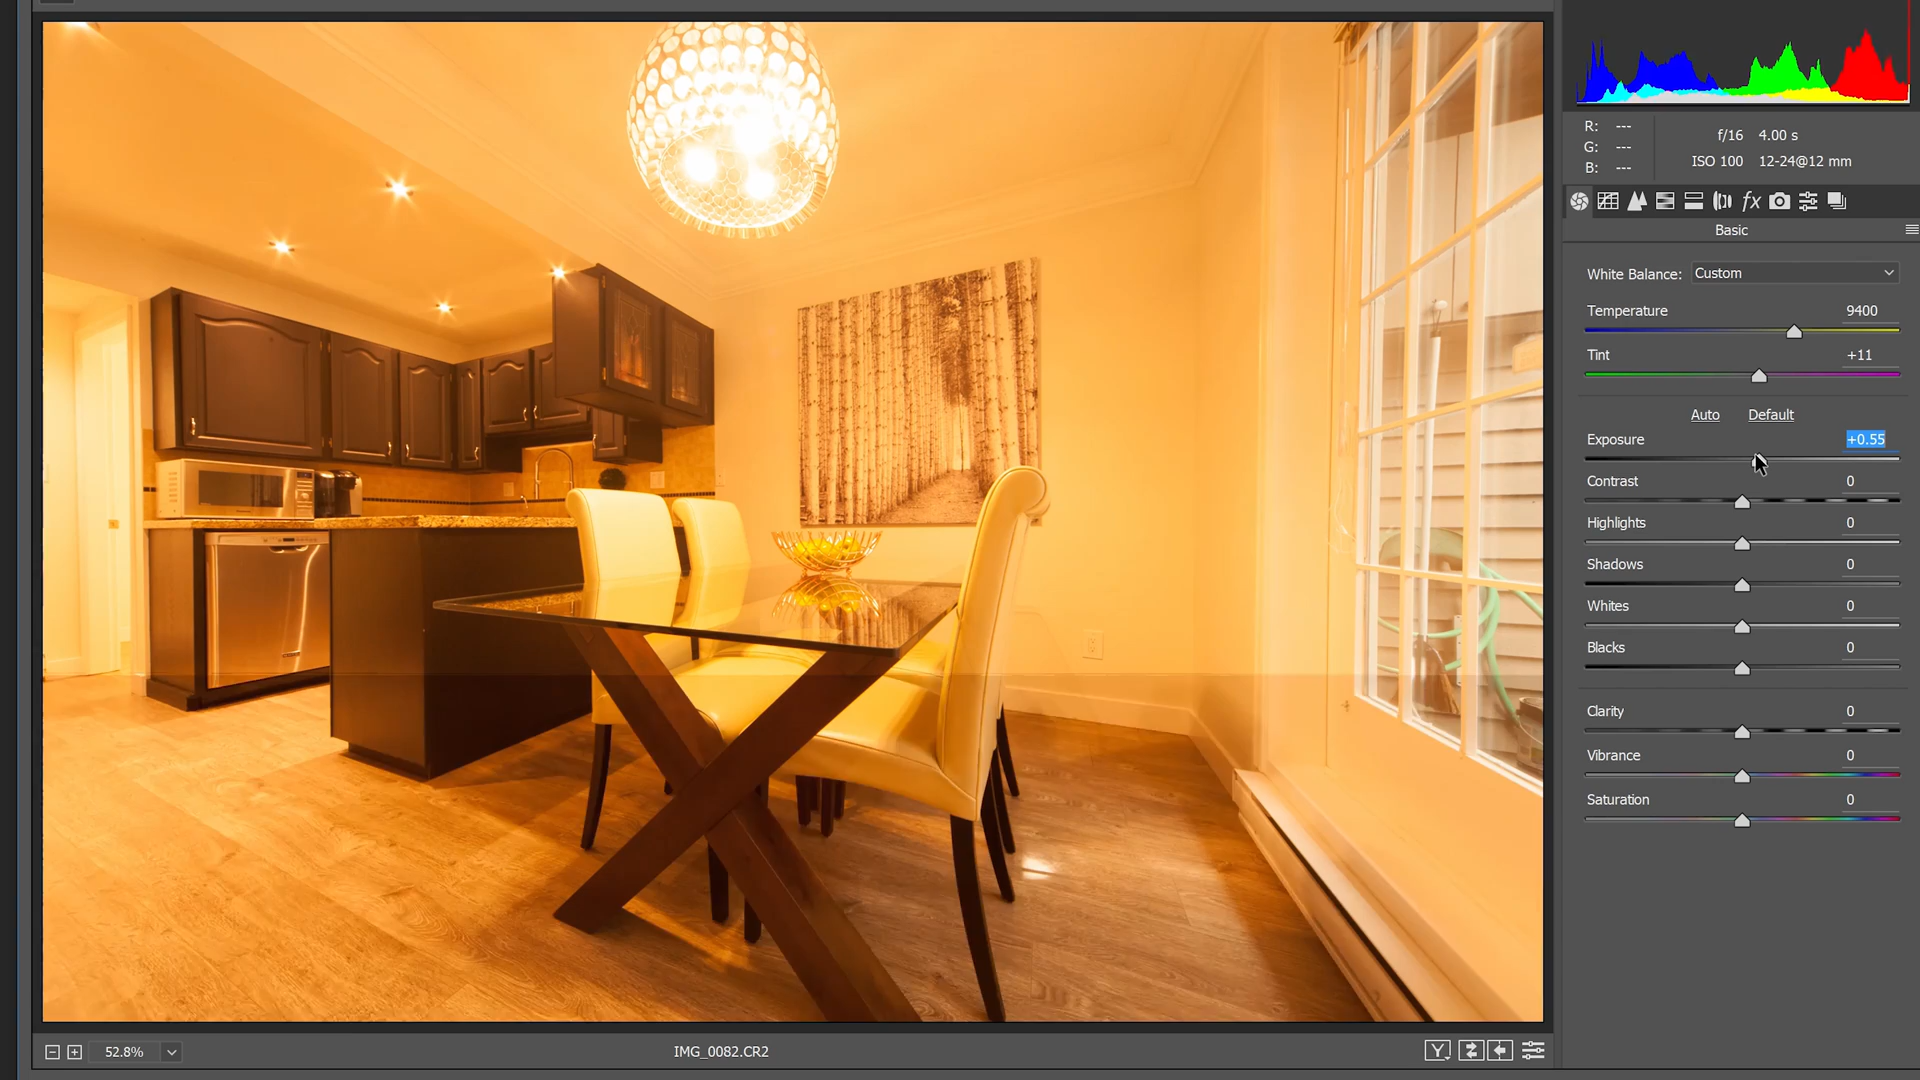 R: ---
G: ---
B: ---
f/16 4.00 s
ISO 100 12-24@12 mm
fx
Basic
White Balance: Custom
Temperature 9400
Tint +11
Auto Default
Exposure +0.55
Contrast 0
Highlights 0
Shadows 0
Whites 0
Blacks 0
Clarity 0
Vibrance 0
Saturation 0
52.8%
IMG_0082.CR2
Y